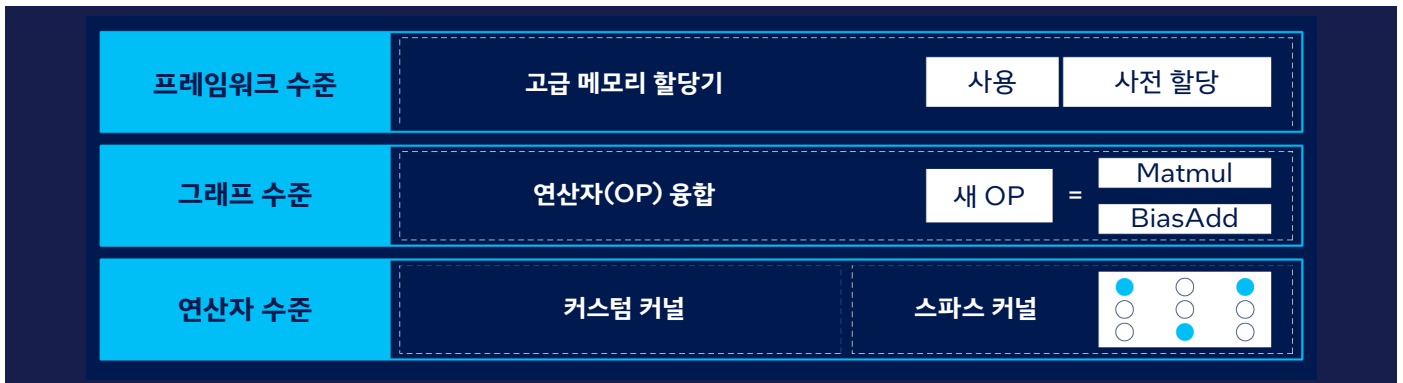 프레임워크 수준
고급 메모리 할당기
사용
사전 할당
그래프 수준
연산자(OP) 융합
새 OP
=
Matmul
BiasAdd
연산자 수준
커스텀 커널
스파스 커널